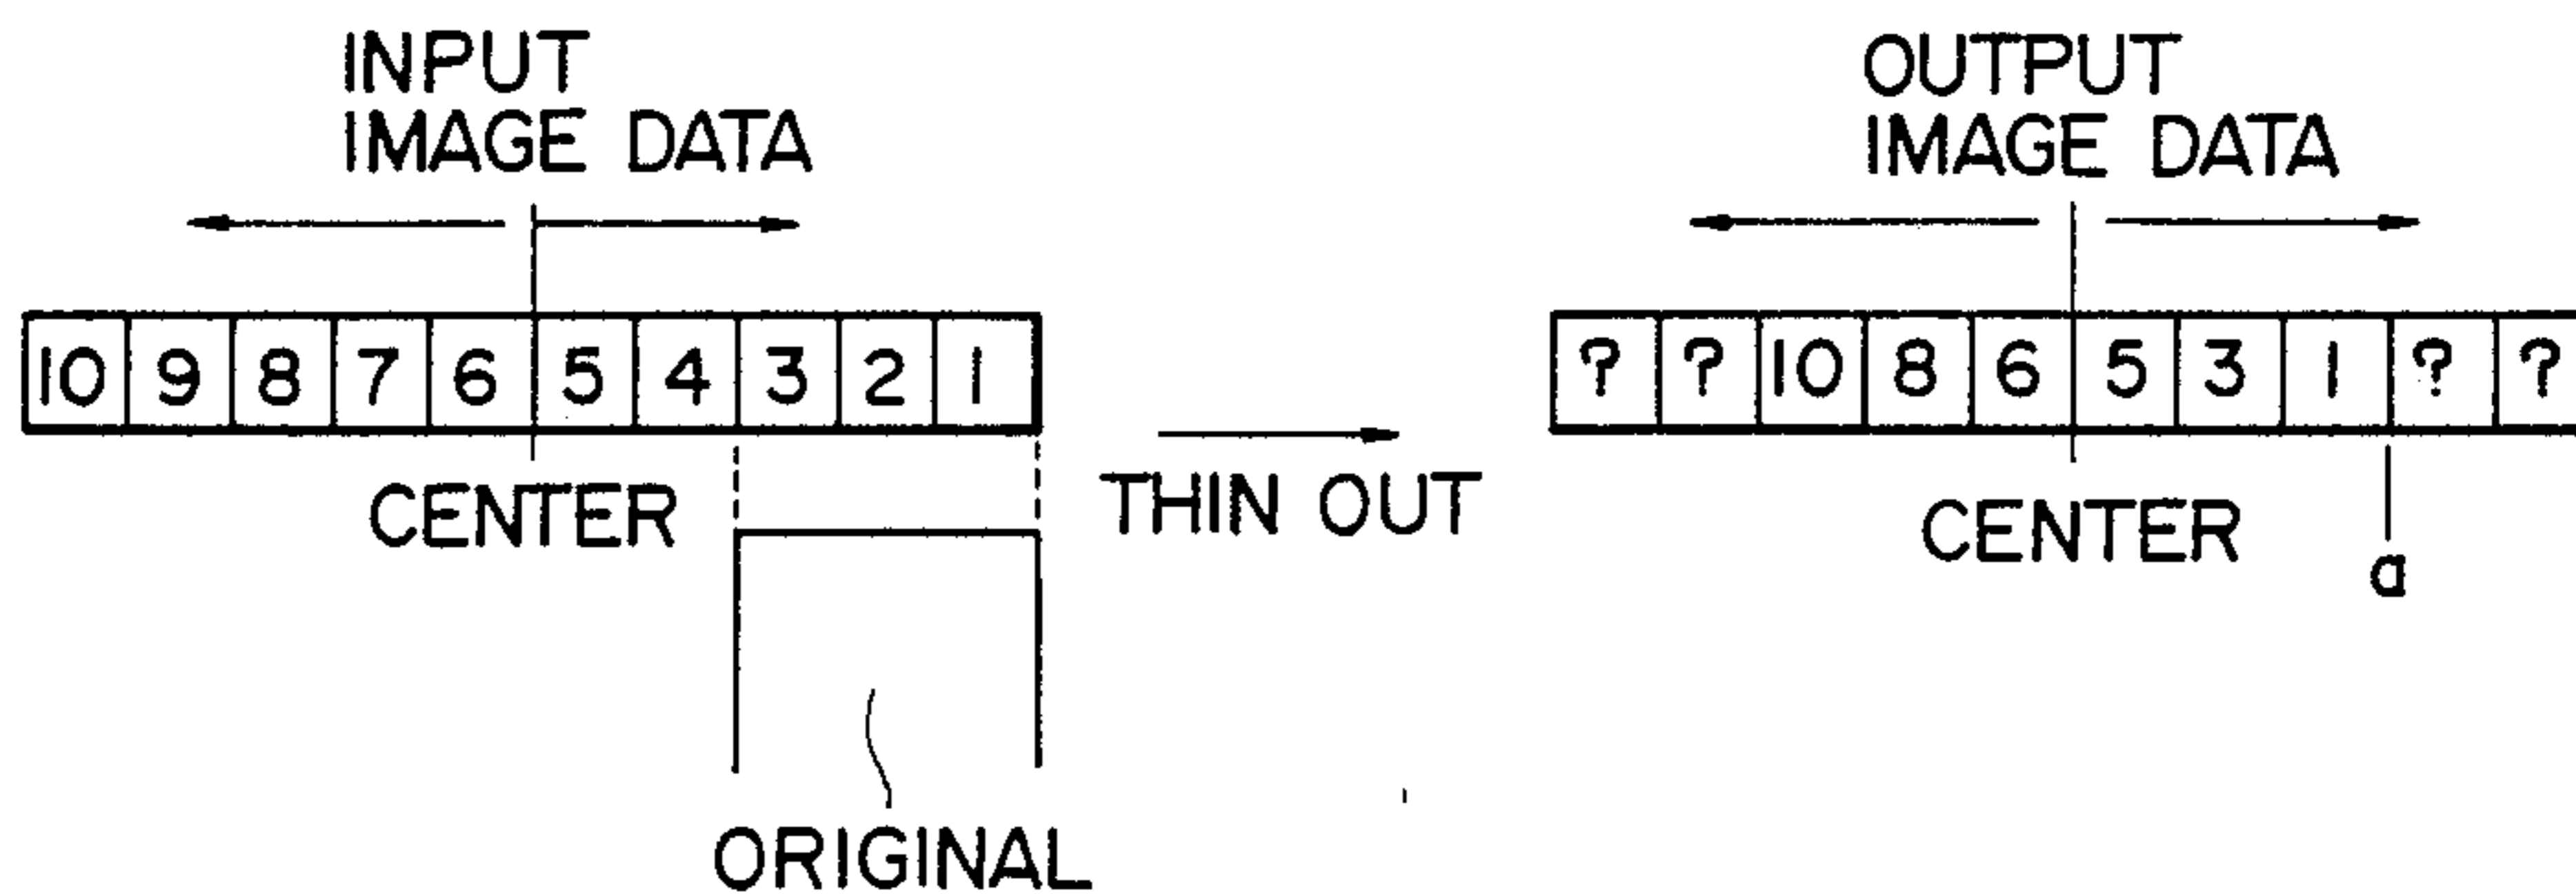 INPUT
IMAGE DATA
OUTPUT
IMAGE DATA
10 9 8 7 6 5 4 3 2 1
? ? 10 8 6 5 3 1 ? ?
CENTER
THIN OUT
CENTER
a
ORIGINAL